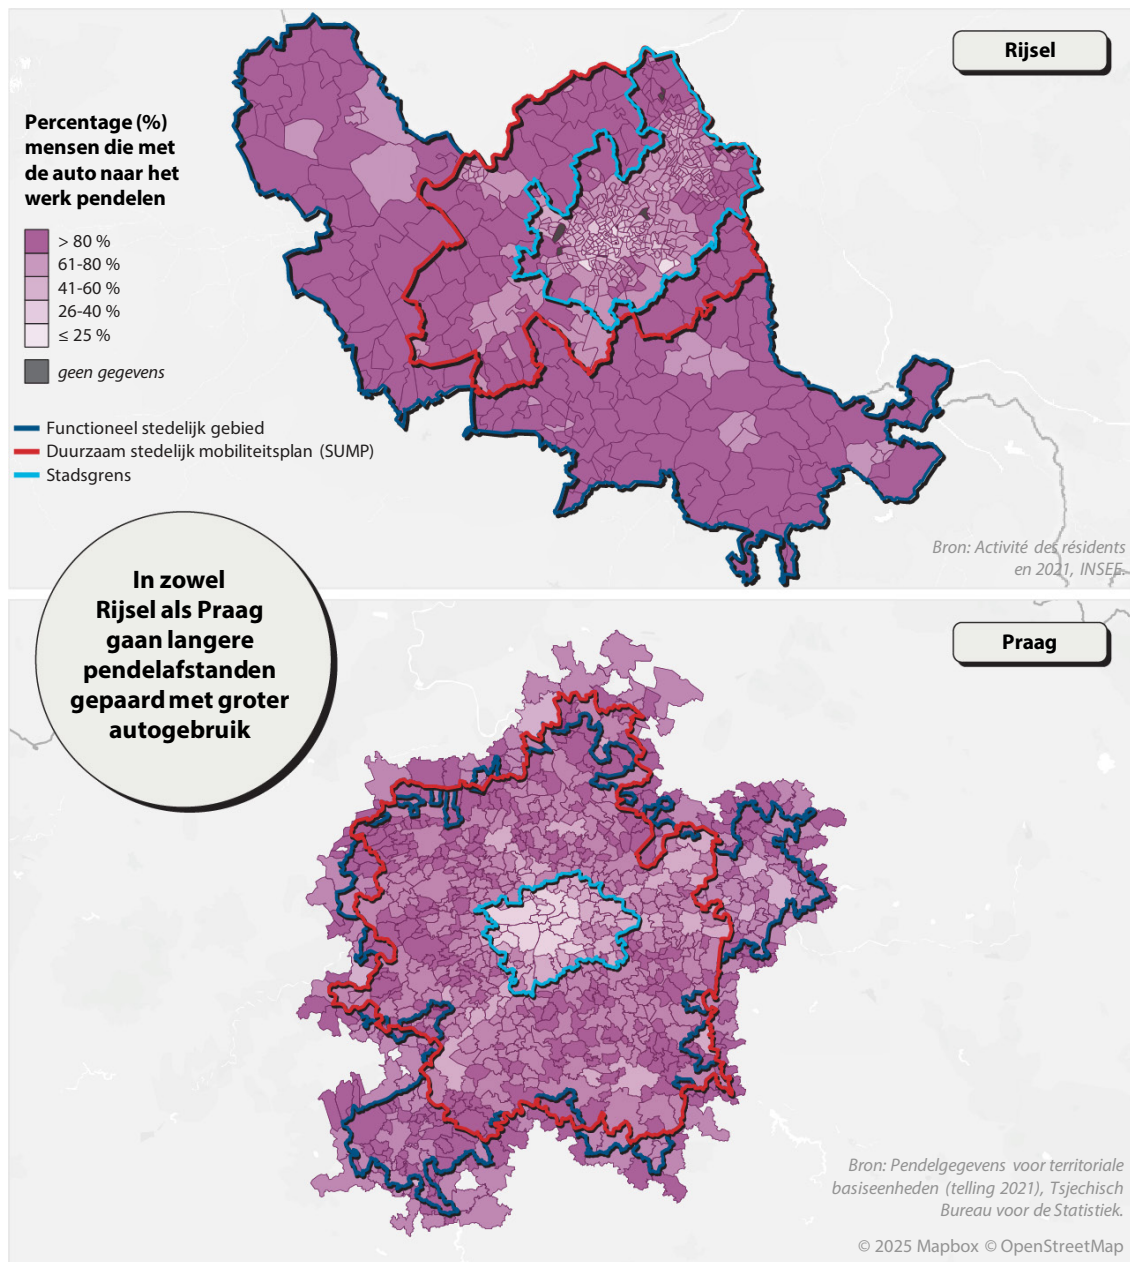 Rijsel
Percentage (%)
mensen die met
de auto naar het
werk pendelen
> 80 %
61-80 %
41-60 %
26-40 %
≤ 25 %
geen gegevens
Functioneel stedelijk gebied
Duurzaam stedelijk mobiliteitsplan (SUMP)
Stadsgrens
Bron: Activité des résidents
en 2021, INSEE.
In zowel
Rijsel als Praag
gaan langere
pendelafstanden
gepaard met groter
autogebruik
Praag
Bron: Pendelgegevens voor territoriale
basiseenheden (telling 2021), Tsjechisch
Bureau voor de Statistiek.
© 2025 Mapbox © OpenStreetMap